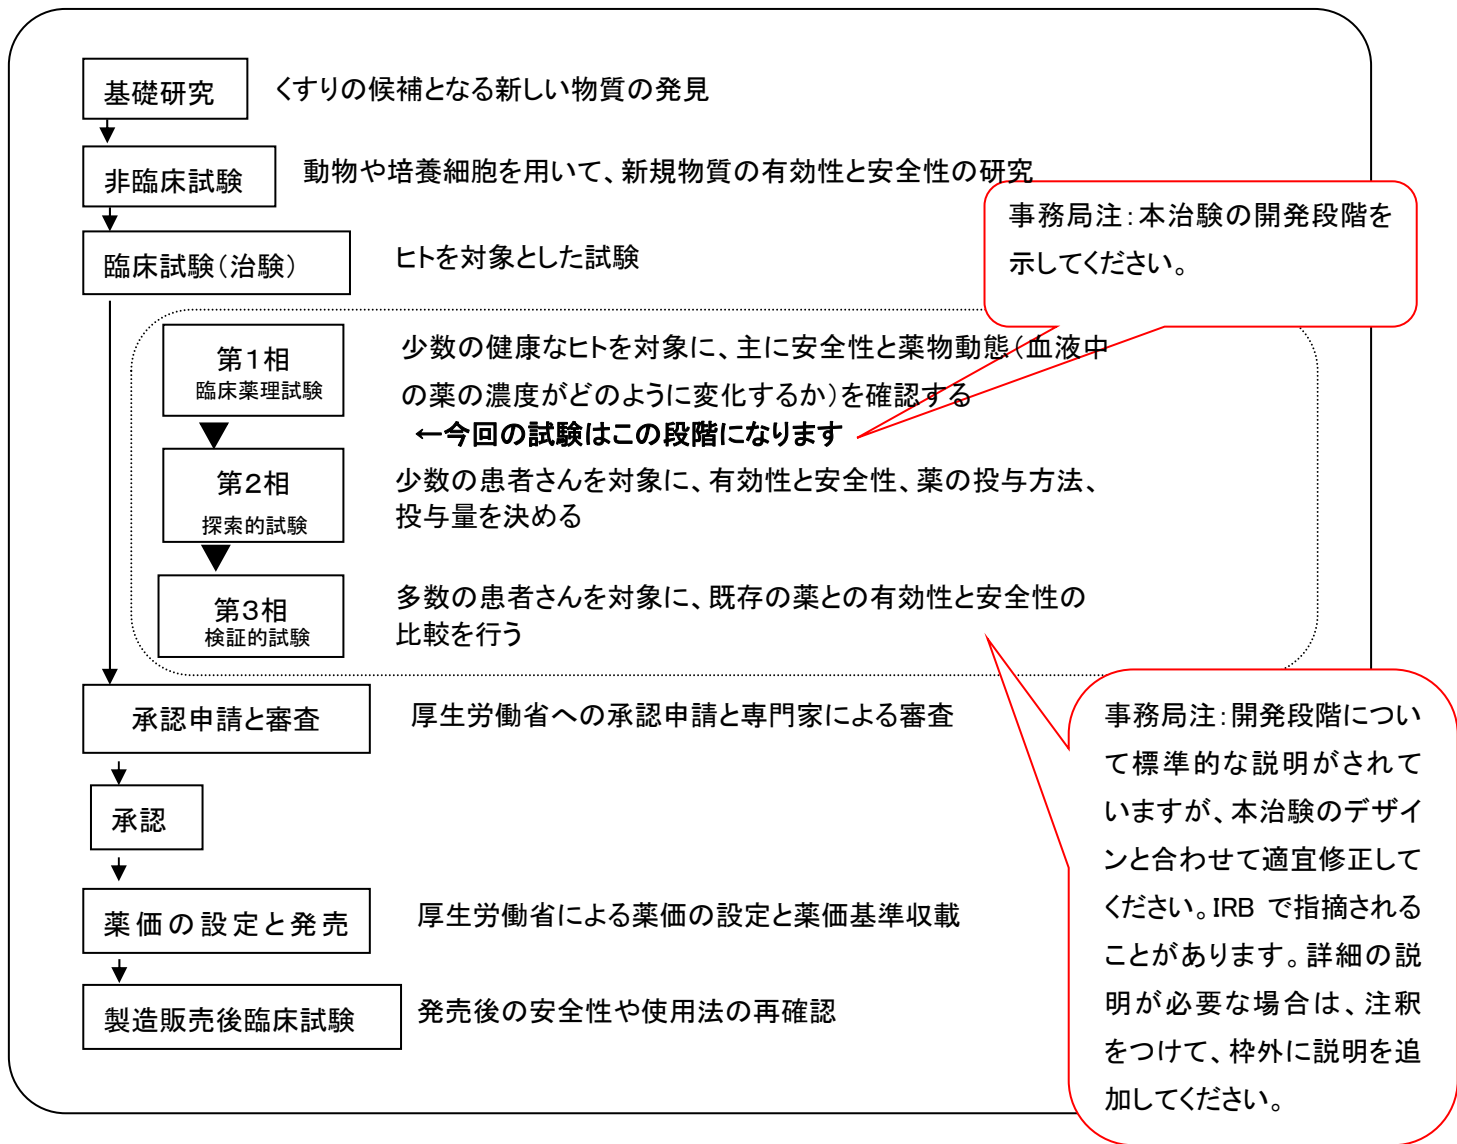 基礎研究
くすりの候補となる新しい物質の発見
非臨床試験
動物や培養細胞を用いて、新規物質の有効性と安全性の研究
事務局注：本治験の開発段階を
示してください。
臨床試験（治験）
ヒトを対象とした試験
第１相
臨床薬理試験
少数の健康なヒトを対象に、主に安全性と薬物動態（血液中
の薬の濃度がどのように変化するか）を確認する
←今回の試験はこの段階になります
第２相
探索的試験
少数の患者さんを対象に、有効性と安全性、薬の投与方法、
投与量を決める
第３相
検証的試験
多数の患者さんを対象に、既存の薬との有効性と安全性の
比較を行う
承認申請と審査
厚生労働省への承認申請と専門家による審査
事務局注：開発段階につい
て標準的な説明がされて
いますが、本治験のデザイ
ンと合わせて適宜修正して
ください。IRB で指摘される
ことがあります。詳細の説
明が必要な場合は、注釈
をつけて、枠外に説明を追
加してください。
承認
薬価の設定と発売
厚生労働省による薬価の設定と薬価基準収載
製造販売後臨床試験
発売後の安全性や使用法の再確認